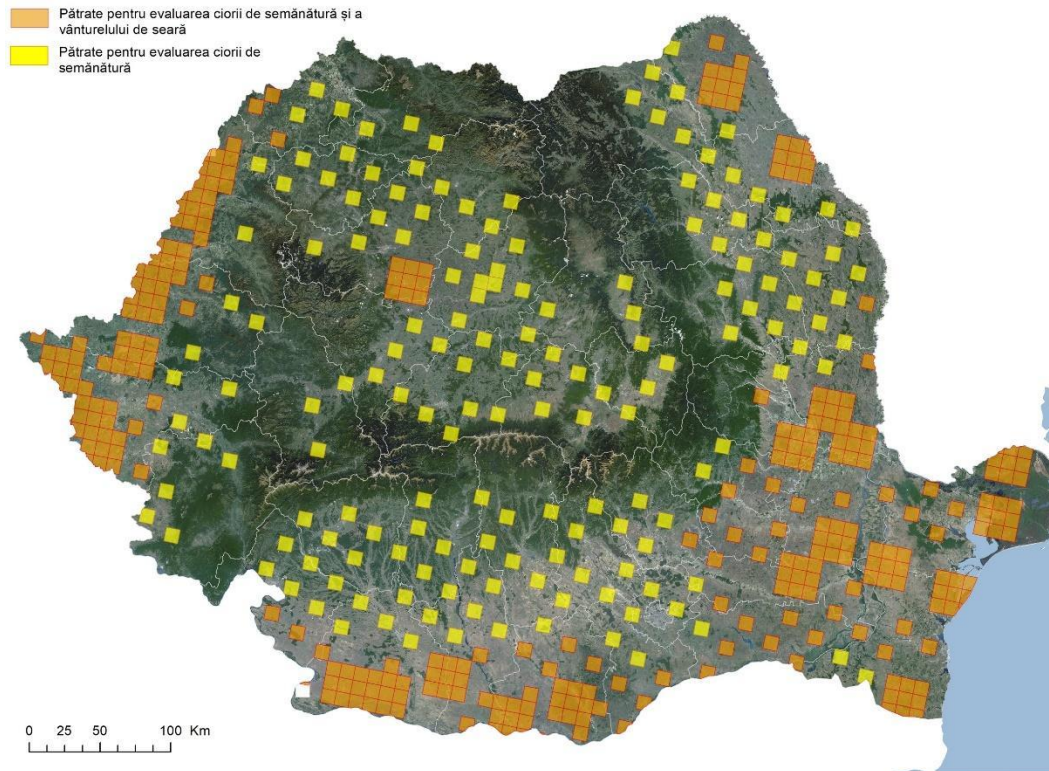 Pătrate pentru evaluarea ciorii de semănătură și a
vânturelului de seară
Pătrate pentru evaluarea ciorii de
semănătură
0 25 50 100 Km